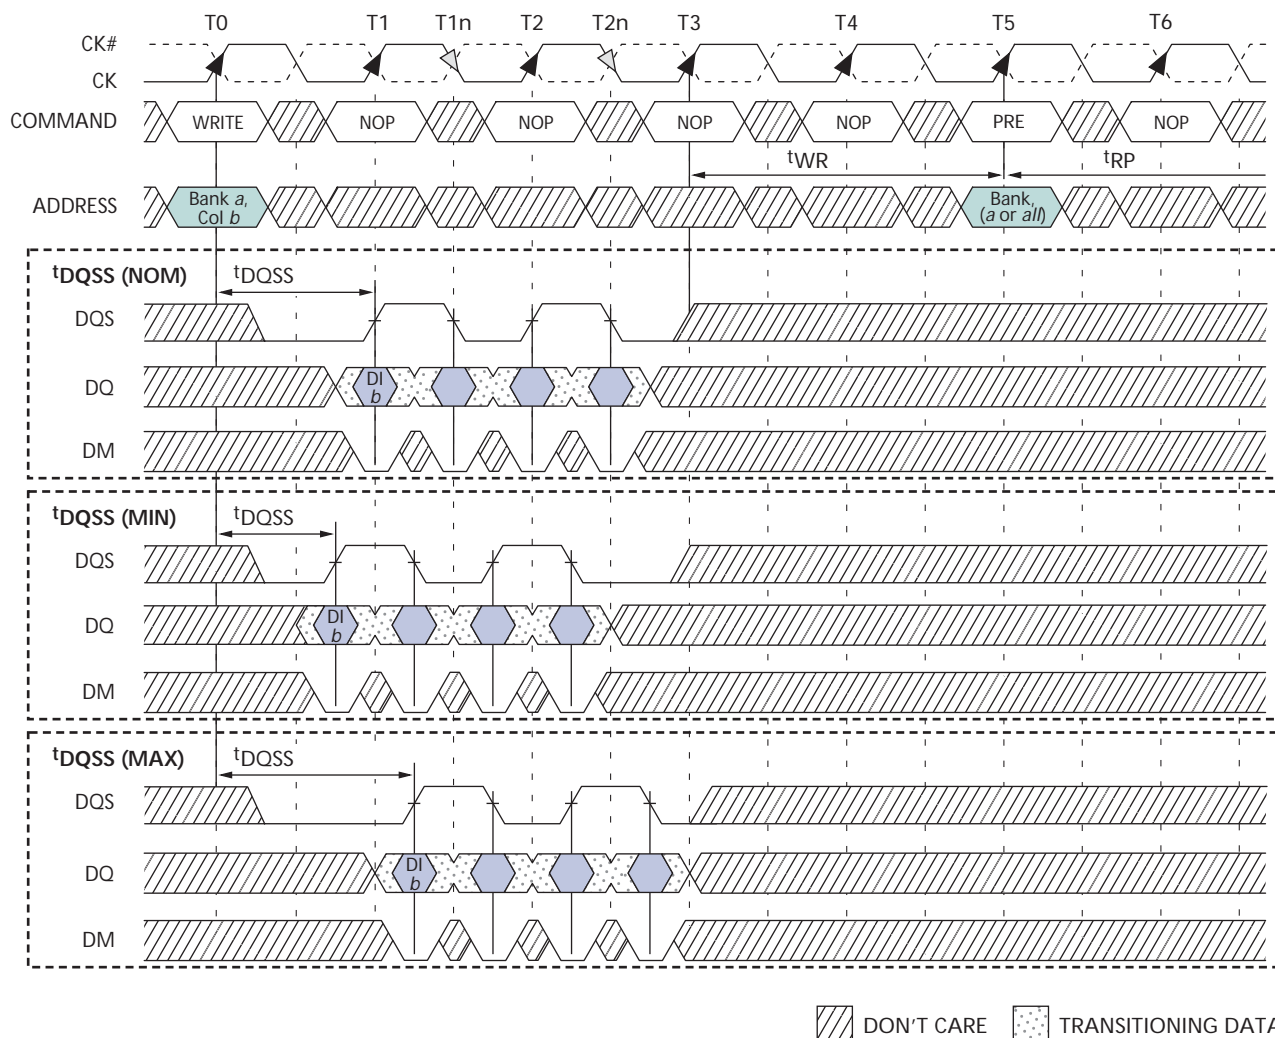 T0 T1 T1n T2 T2n T3 T4 T5 T6
CK#
CK
COMMAND WRITE NOP NOP NOP NOP PRE NOP
tWR tRP
ADDRESS Bank a, Col b Bank, (a or all)
tDQSS (NOM) tDQSS
DQS
DQ DI b
DM
tDQSS (MIN) tDQSS
DQS
DQ DI b
DM
tDQSS (MAX) tDQSS
DQS
DQ DI b
DM
DON'T CARE TRANSITIONING DATA